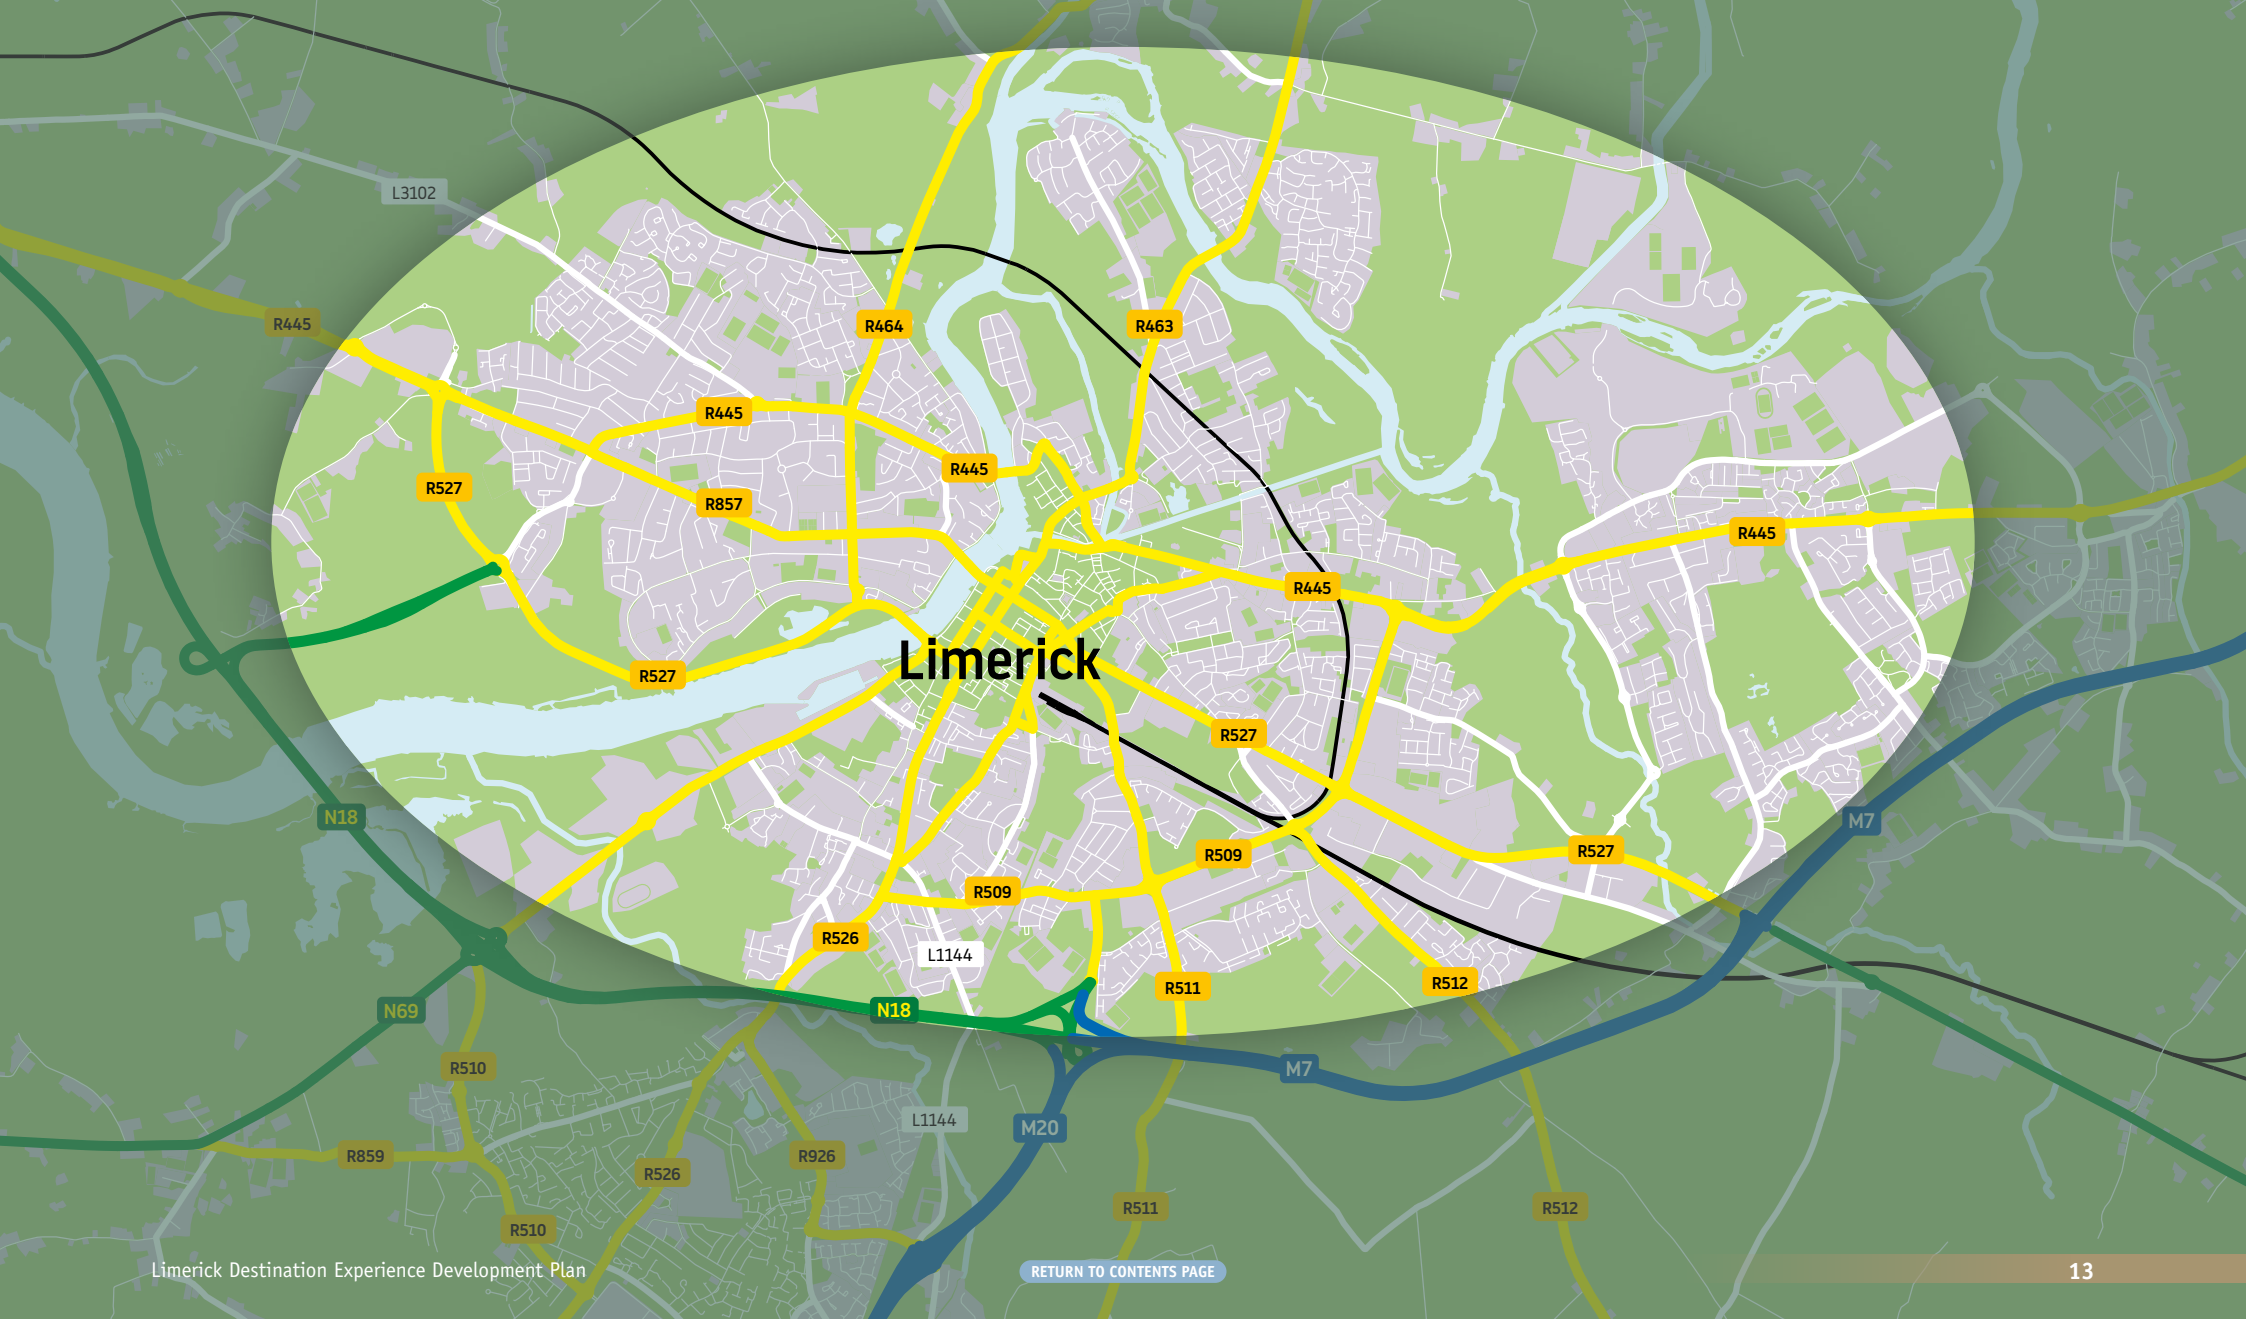 L3102
R445
R464
R463
R445
R445
R527
R857
R445
R445
Limerick
R527
R527
N18
M7
R527
R509
R509
R526
L1144
R512
R511
N69
N18
R510
M7
L1144
M20
R859
R926
R526
R511
R512
R510
Limerick Destination Experience Development Plan
RETURN TO CONTENTS PAGE
13